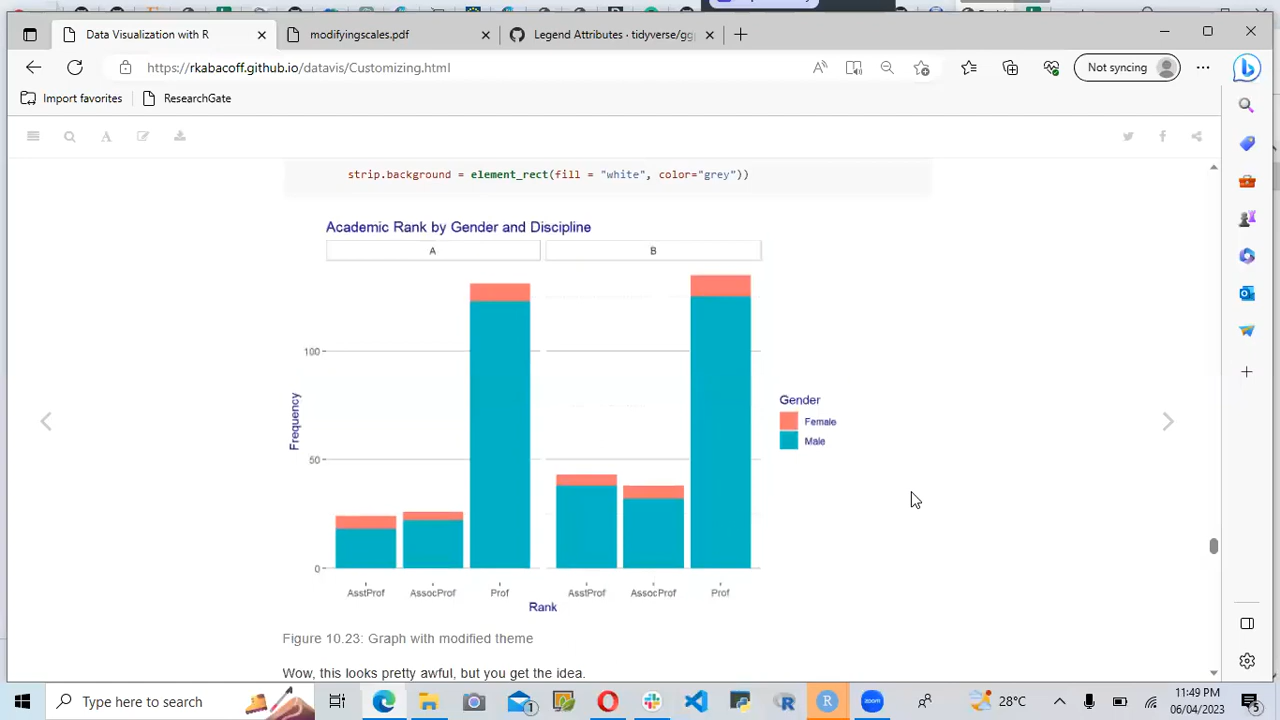 Data Visualization with R
modifyingscales.pdf
Legend Attributes · tidyverse/gg
https://rkabacoff.github.io/datavis/Customizing.html
Not syncing
Import favorites
ResearchGate
strip.background = element_rect(fill = "white", color="grey"))
Academic Rank by Gender and Discipline
A
B
100
50
0
Frequency
AsstProf
AssocProf
Prof
AsstProf
AssocProf
Prof
Rank
Gender
Female
Male
Figure 10.23: Graph with modified theme
Wow, this looks pretty awful, but you get the idea.
Type here to search
zoom
28°C
11:49 PM
06/04/2023